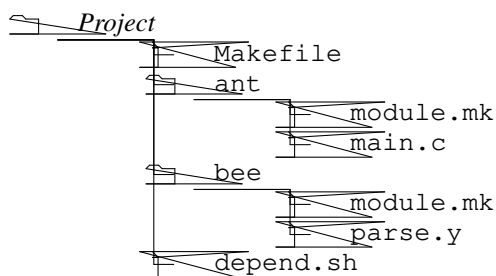 Project
Makefile
ant
module.mk
main.c
bee
module.mk
parse.y
depend.sh